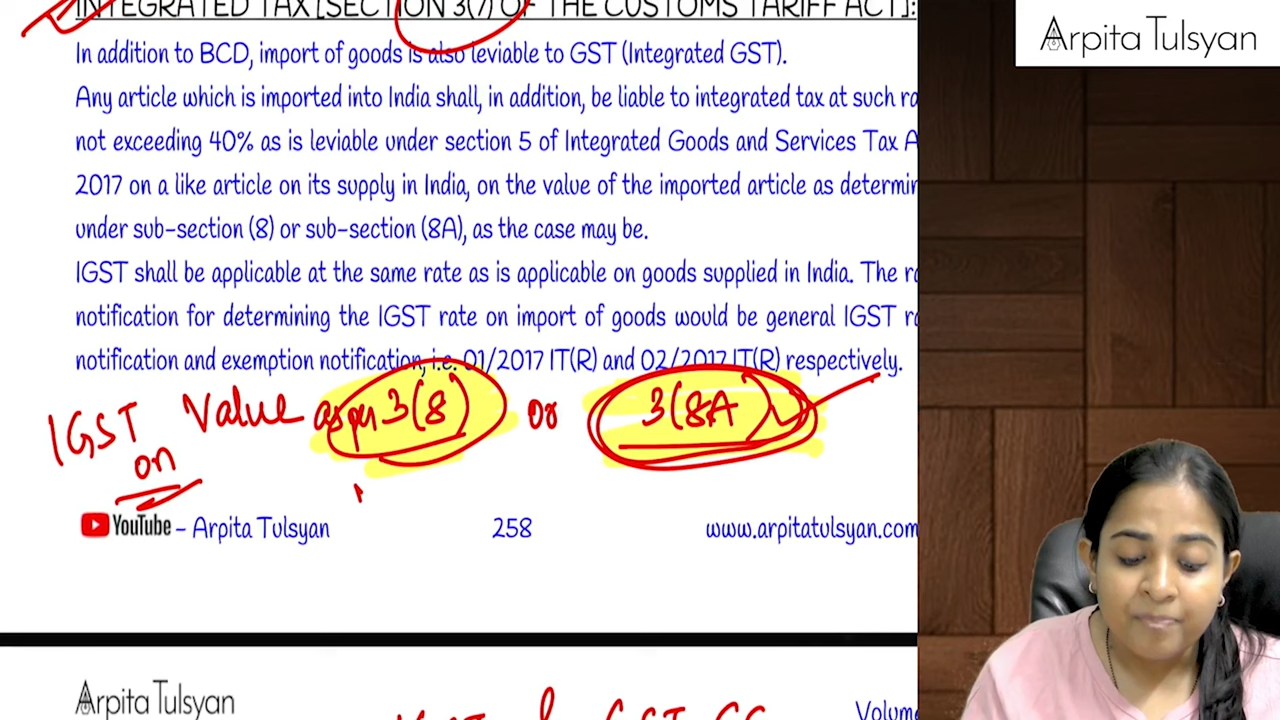 INTEGRATED TAX [SECTION 3(7) OF THE CUSTOMS TARIFF ACT]:
Arpita Tulsyan
In addition to BCD, import of goods is also leviable to GST (Integrated GST).
Any article which is imported into India shall, in addition, be liable to integrated tax at such ra
not exceeding 40% as is leviable under section 5 of Integrated Goods and Services Tax A
2017 on a like article on its supply in India, on the value of the imported article as determin
under sub-section (8) or sub-section (8A), as the case may be.
IGST shall be applicable at the same rate as is applicable on goods supplied in India. The ra
notification for determining the IGST rate on import of goods would be general IGST ra
notification and exemption notification, i.e. 01/2017 IT(R) and 02/2017 IT(R) respectively.
IGST Value as per 3(8) or 3(8A)
on
YouTube – Arpita Tulsyan 258 www.arpitatulsyan.com
Arpita Tulsyan Volume